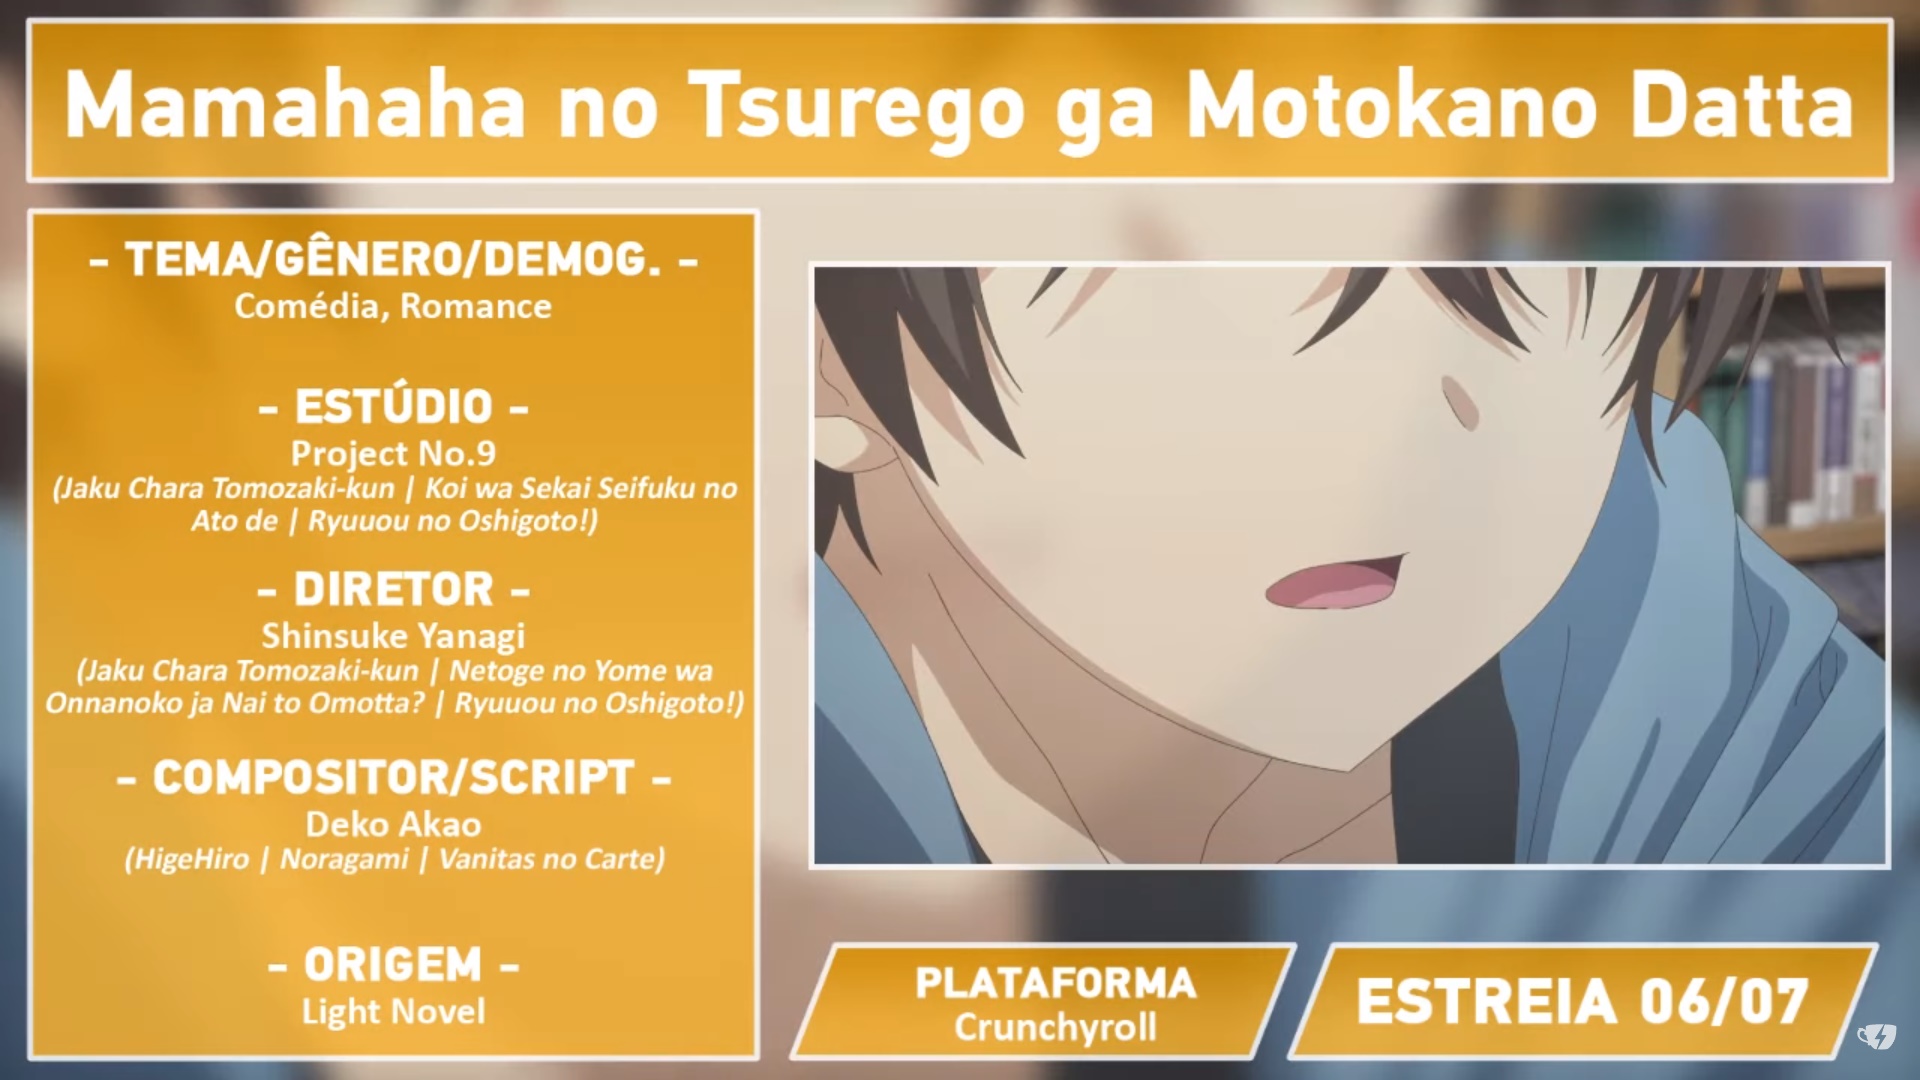 Mamahaha no Tsurego ga Motokano Datta
- TEMA/GÊNERO/DEMOG. -
Comédia, Romance
- ESTÚDIO -
Project No.9
(Jaku Chara Tomozaki-kun | Koi wa Sekai Seifuku no
Ato de | Ryuuou no Oshigoto!)
- DIRETOR -
Shinsuke Yanagi
(Jaku Chara Tomozaki-kun | Netoge no Yome wa
Onnanoko ja Nai to Omotta? | Ryuuou no Oshigoto!)
- COMPOSITOR/SCRIPT -
Deko Akao
(HigeHiro | Noragami | Vanitas no Carte)
- ORIGEM -
Light Novel
PLATAFORMA
Crunchyroll
ESTREIA 06/07